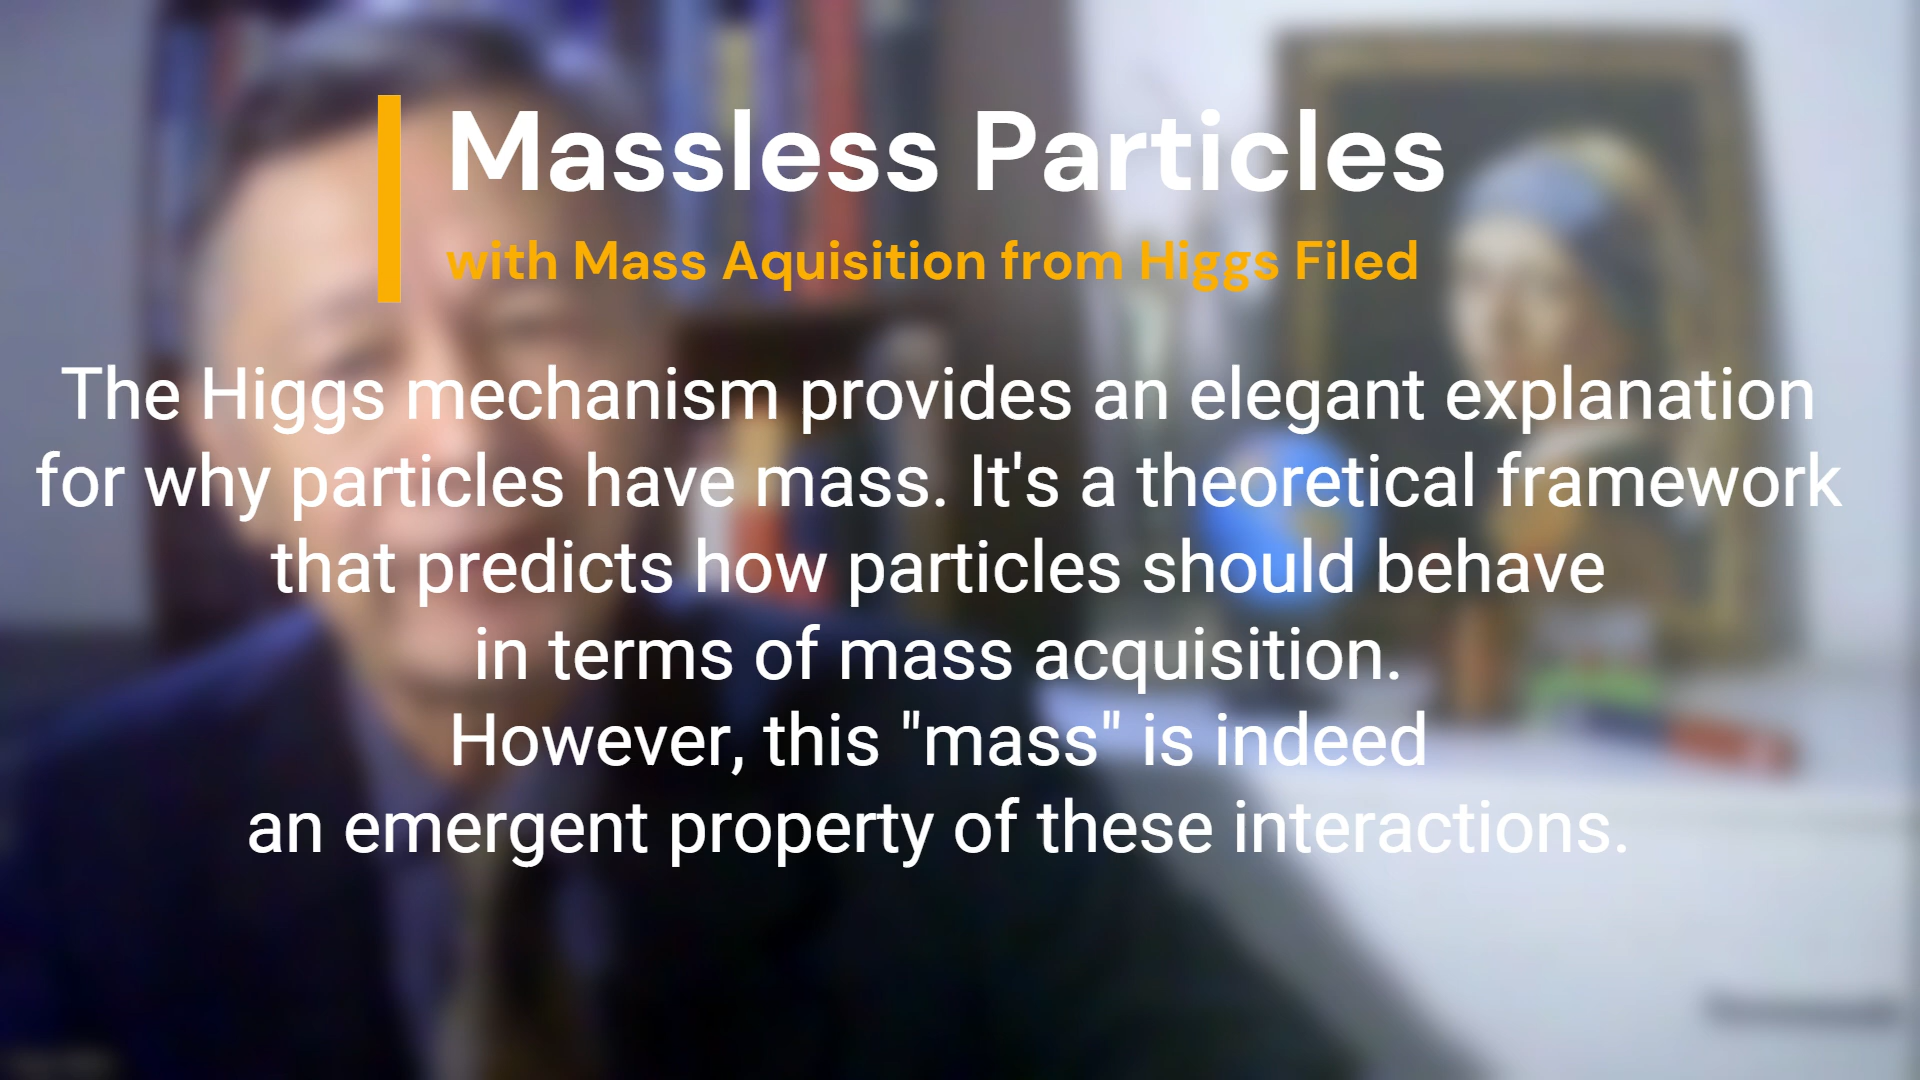 Massless Particles
with Mass Aquisition from Higgs Filed
The Higgs mechanism provides an elegant explanation
for why particles have mass. It's a theoretical framework
that predicts how particles should behave
in terms of mass acquisition.
However, this "mass" is indeed
an emergent property of these interactions.